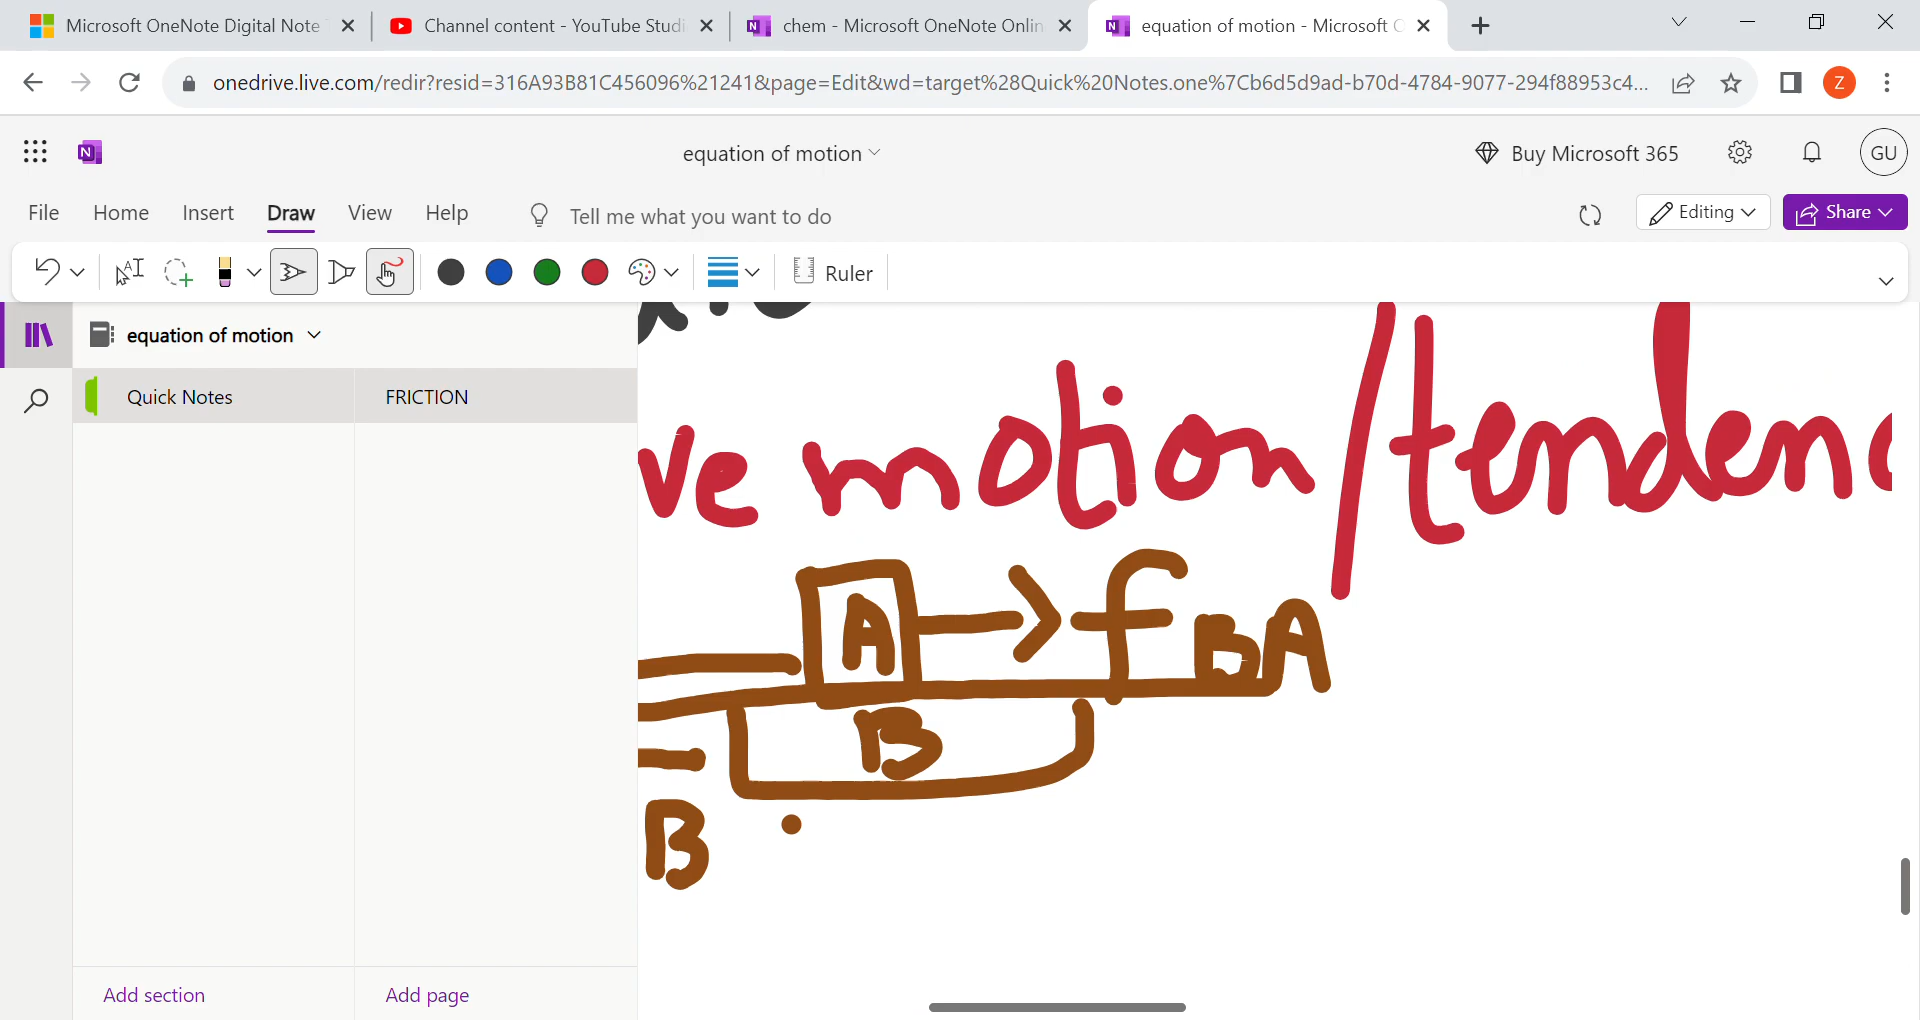 Microsoft OneNote Digital Note T
Channel content - YouTube Studi
chem - Microsoft OneNote Onlin
equation of motion - Microsoft O
onedrive.live.com/redir?resid=316A93B81C456096%21241&page=Edit&wd=target%28Quick%20Notes.one%7Cb6d5d9ad-b70d-4784-9077-294f88953c4...
Z
N
equation of motion
Buy Microsoft 365
GU
File Home Insert Draw View Help Tell me what you want to do
Editing
Share
Ruler
equation of motion
Quick Notes
FRICTION
ve motion/tendenc
A
fBA
B
B
Add section
Add page